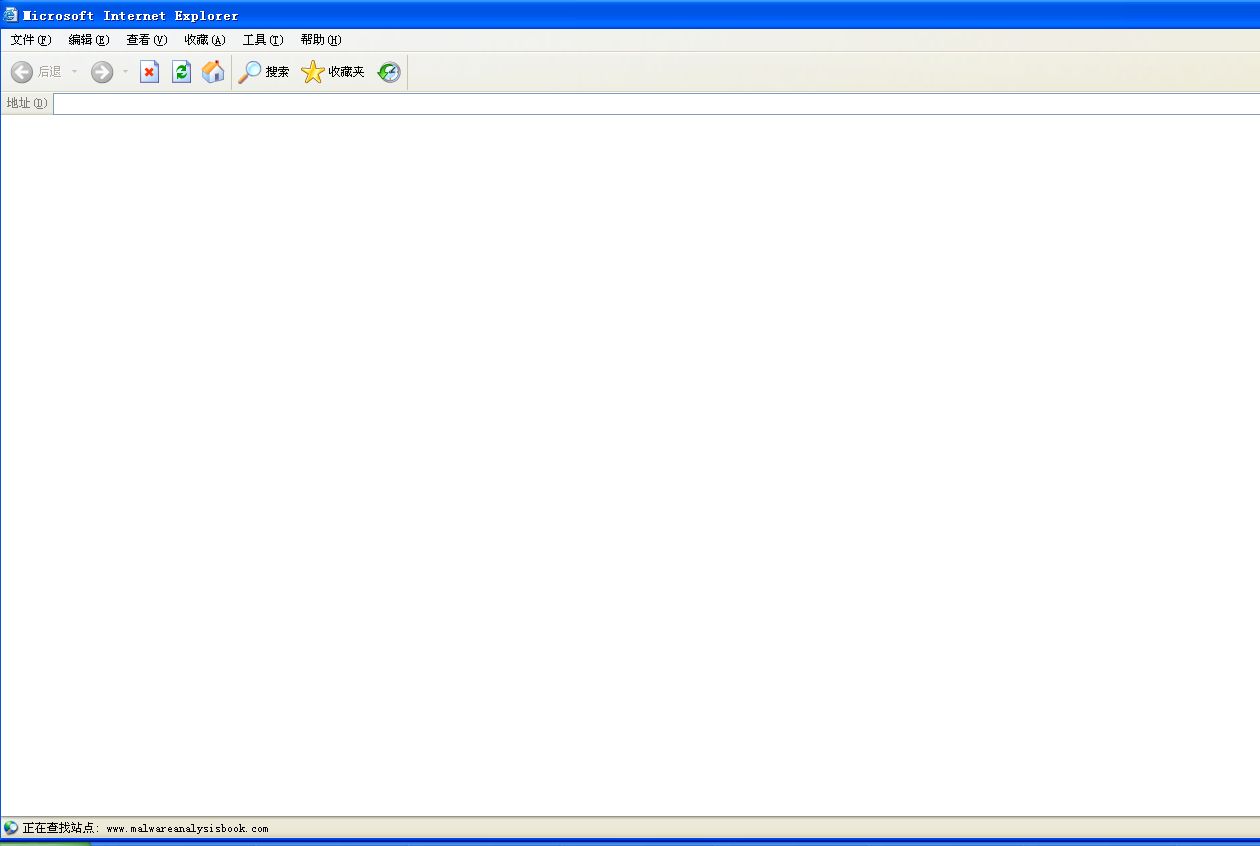 Microsoft Internet Explorer
文件(F) 编辑(E) 查看(V) 收藏(A) 工具(T) 帮助(H)
后退 搜索 收藏夹
地址(D)
正在查找站点: www.malwareanalysisbook.com